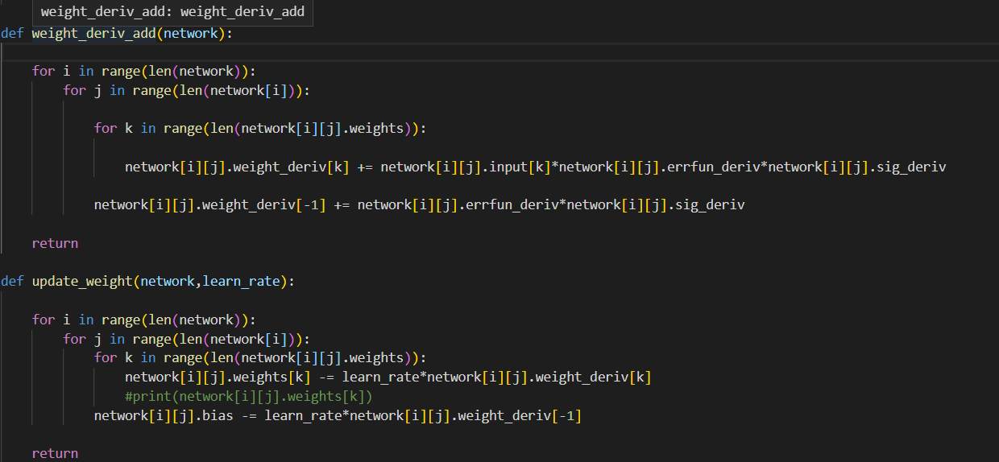 weight_deriv_add: weight_deriv_add
def weight_deriv_add(network):
for i in range(len(network)):
for j in range(len(network[i])):
for k in range(len(network[i][j].weights)):
network[i][j].weight_deriv[k] += network[i][j].input[k]*network[i][j].errfun_deriv*network[i][j].sig_deriv
network[i][j].weight_deriv[-1] += network[i][j].errfun_deriv*network[i][j].sig_deriv
return
def update_weight(network,learn_rate):
for i in range(len(network)):
for j in range(len(network[i])):
for k in range(len(network[i][j].weights)):
network[i][j].weights[k] -= learn_rate*network[i][j].weight_deriv[k]
#print(network[i][j].weights[k])
network[i][j].bias -= learn_rate*network[i][j].weight_deriv[-1]
return